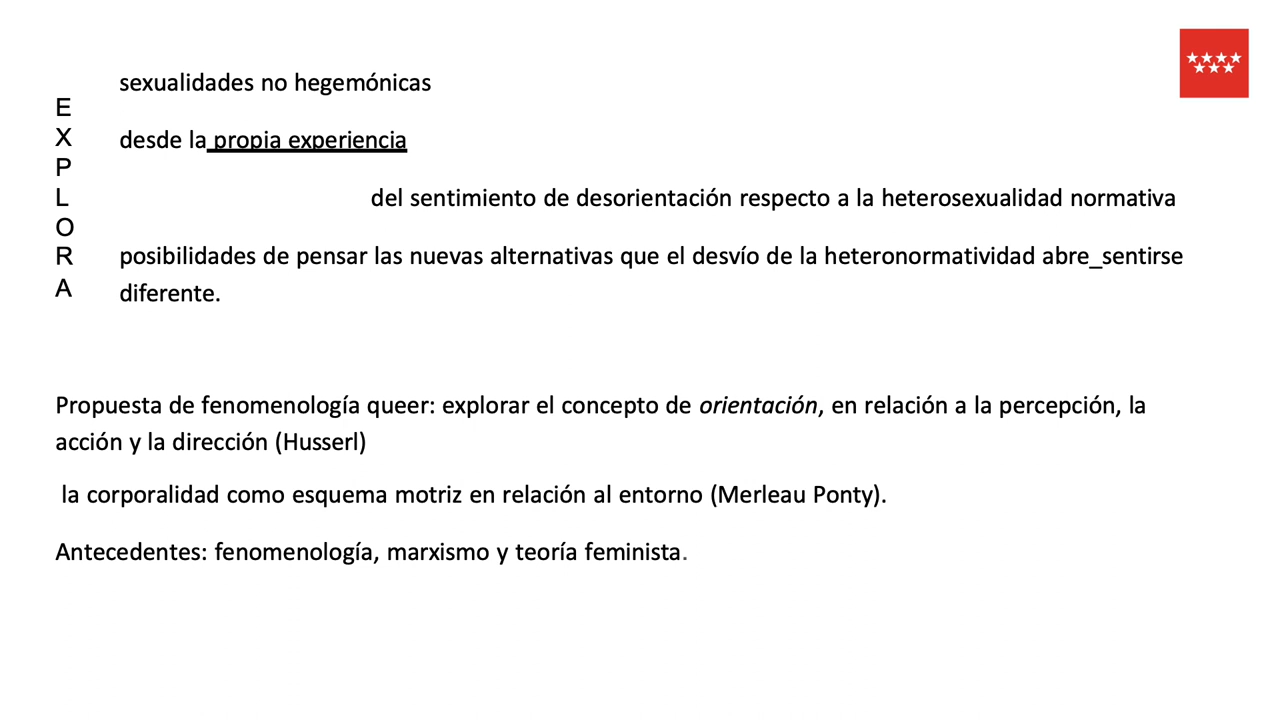 sexualidades no hegemónicas
E
X
P
L
O
R
A
desde la propia experiencia
del sentimiento de desorientación respecto a la heterosexualidad normativa
posibilidades de pensar las nuevas alternativas que el desvío de la heteronormatividad abre_sentirse
diferente.
Propuesta de fenomenología queer: explorar el concepto de orientación, en relación a la percepción, la
acción y la dirección (Husserl)
la corporalidad como esquema motriz en relación al entorno (Merleau Ponty).
Antecedentes: fenomenología, marxismo y teoría feminista.